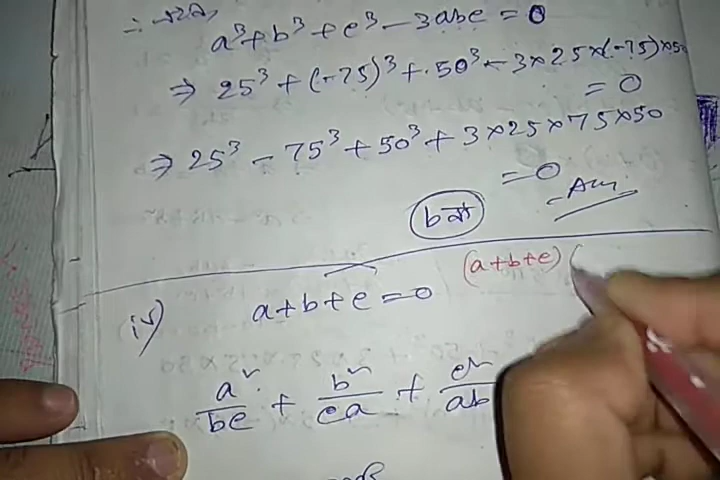 a³+b³+c³-3abc=0
⇒ 25³+(-75)³+50³-3×25×(-75)×50
=0
⇒ 25³-75³+50³+3×25×75×50
=0 Ans
(a+b+c)(
iv) a+b+c=0
a²/bc + b²/ca + c²/ab